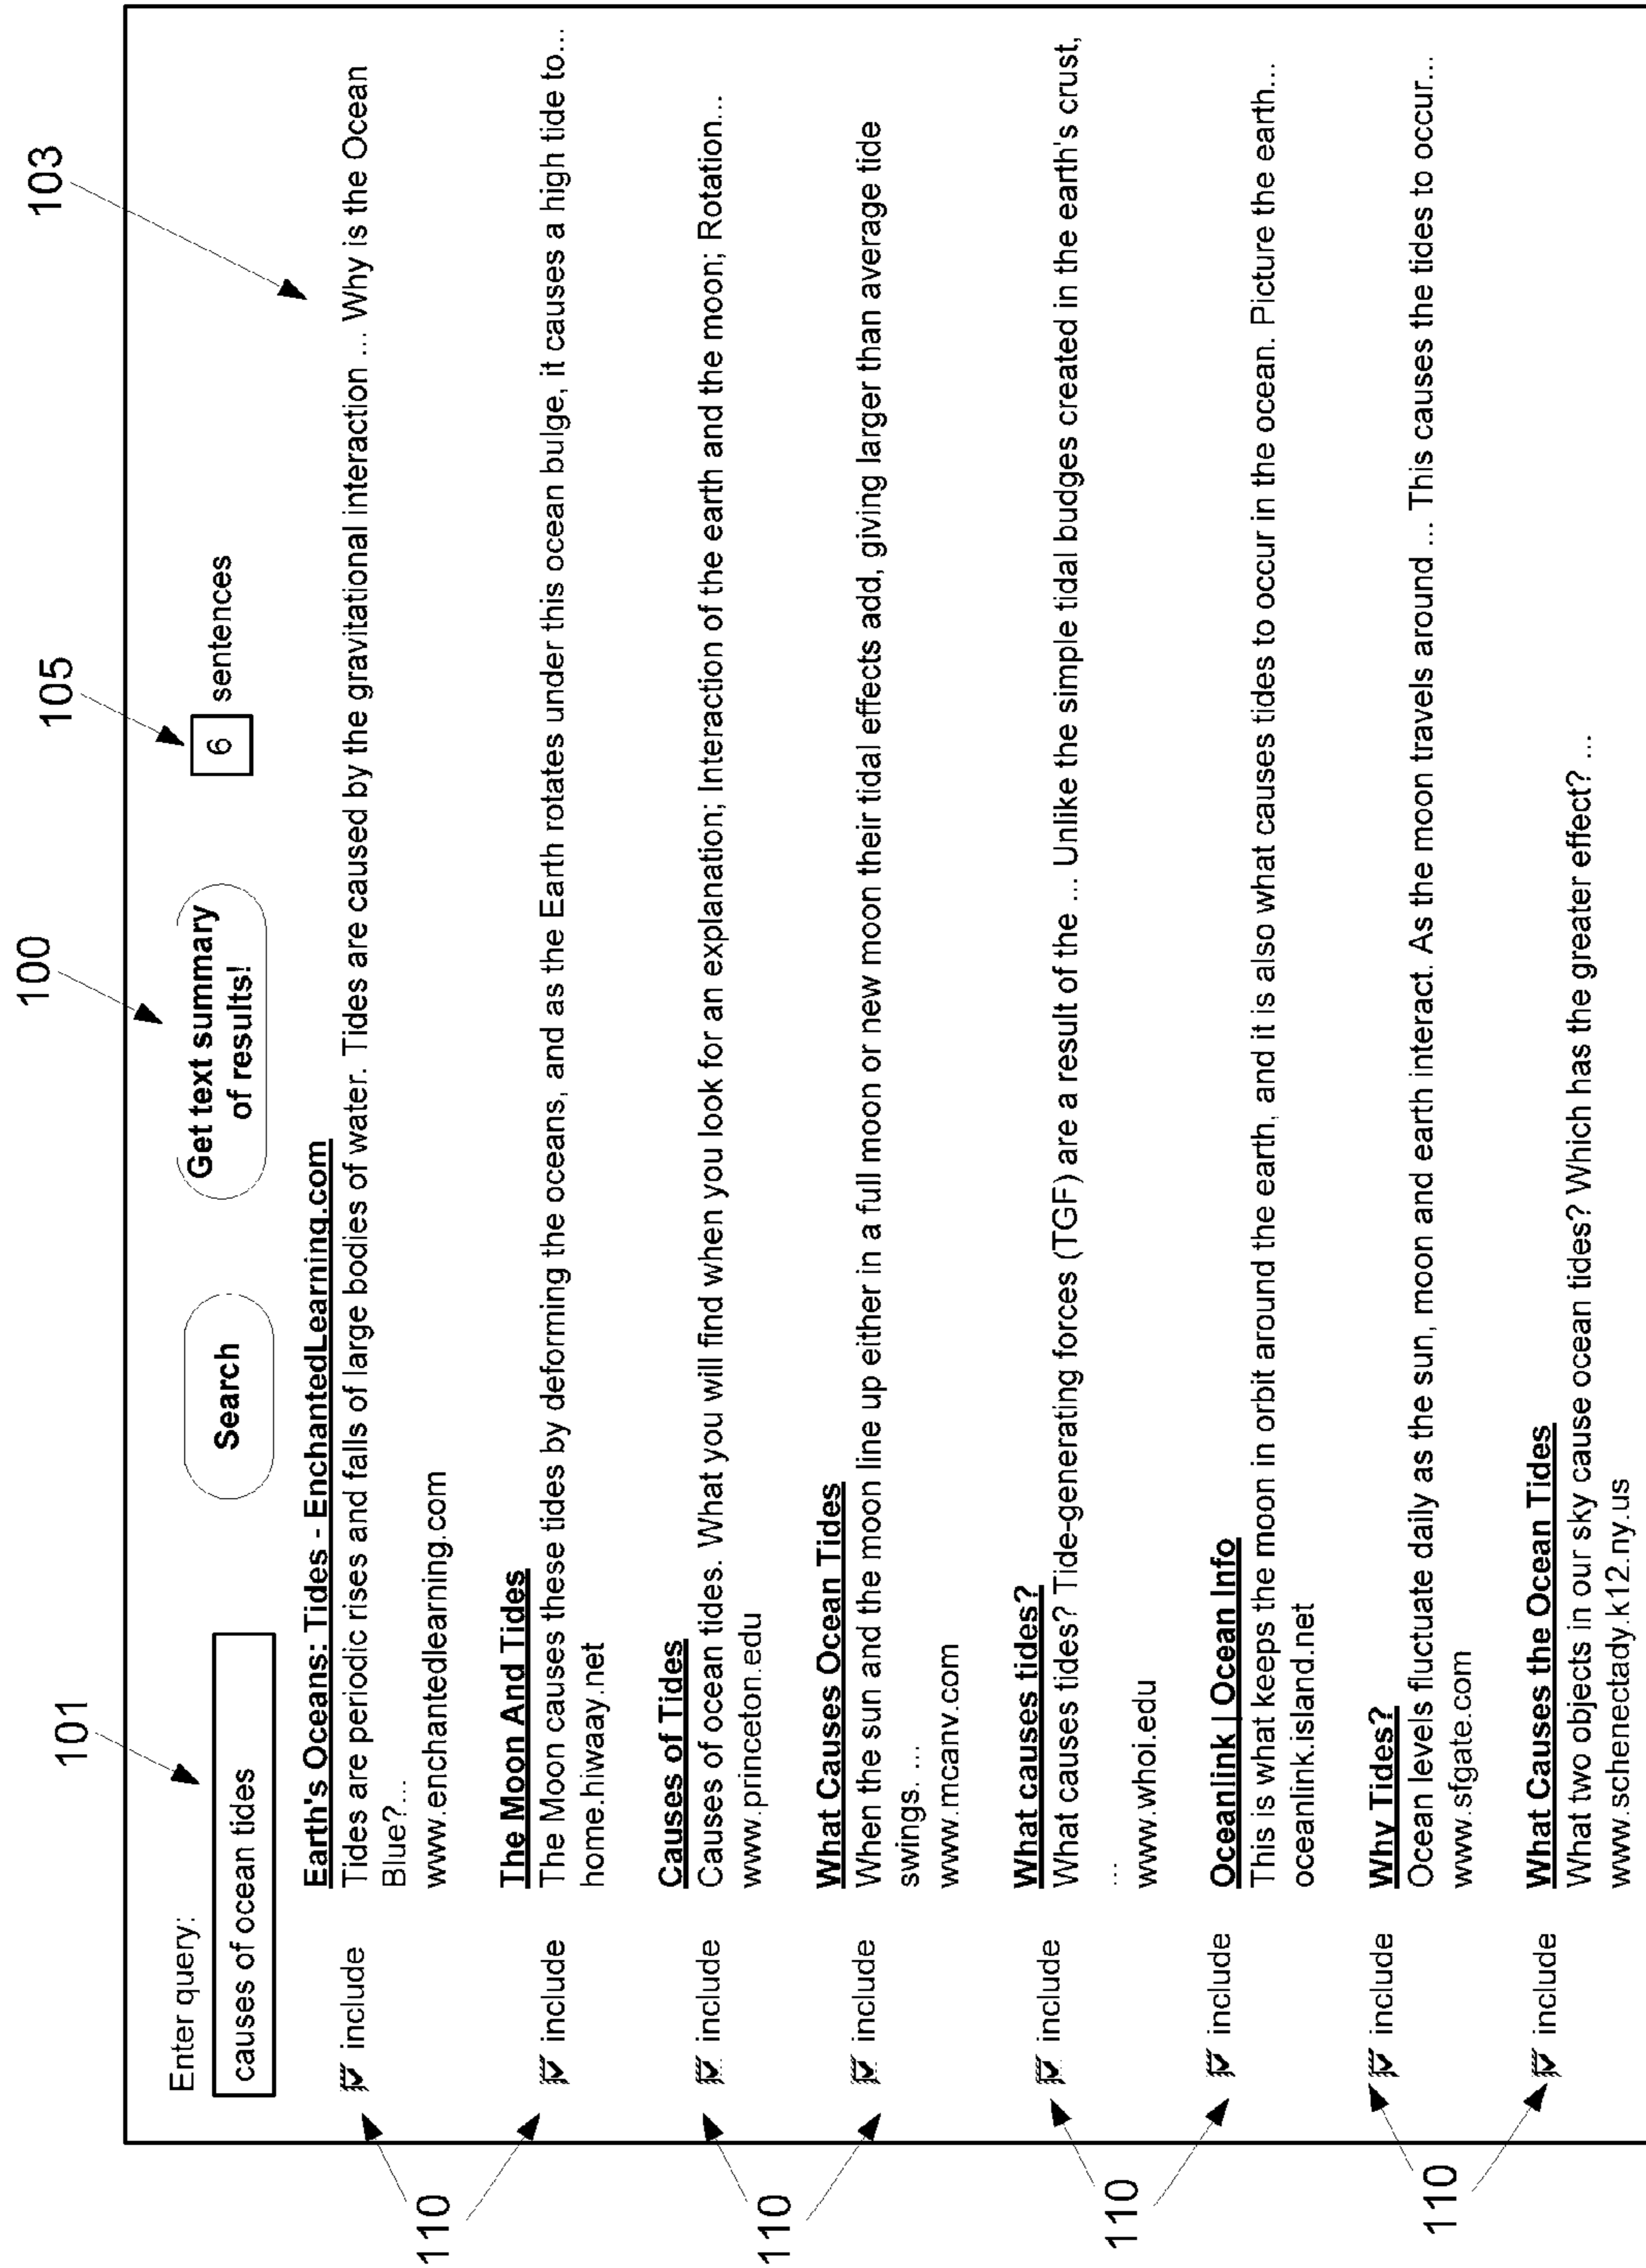 100
101
103
105
Enter query:
causes of ocean tides
Search
Get text summary
of results!
6 sentences
110
110
110
110
include
Earth's Oceans: Tides - EnchantedLearning.com
Tides are periodic rises and falls of large bodies of water. Tides are caused by the gravitational interaction ... Why is the Ocean
Blue?...
www.enchantedlearning.com
include
The Moon And Tides
The Moon causes these tides by deforming the oceans, and as the Earth rotates under this ocean bulge, it causes a high tide to...
home.hiwaay.net
include
Causes of Tides
Causes of ocean tides. What you will find when you look for an explanation; Interaction of the earth and the moon; Rotation...
www.princeton.edu
include
What Causes Ocean Tides
When the sun and the moon line up either in a full moon or new moon their tidal effects add, giving larger than average tide
swings. ...
www.mcanv.com
include
What causes tides?
What causes tides? Tide-generating forces (TGF) are a result of the ... Unlike the simple tidal budges created in the earth's crust,
...
www.whoi.edu
include
Oceanlink | Ocean Info
This is what keeps the moon in orbit around the earth, and it is also what causes tides to occur in the ocean. Picture the earth...
oceanlink.island.net
include
Why Tides?
Ocean levels fluctuate daily as the sun, moon and earth interact. As the moon travels around ... This causes the tides to occur...
www.sfgate.com
include
What Causes the Ocean Tides
What two objects in our sky cause ocean tides? Which has the greater effect? ...
www.schenectady.k12.ny.us